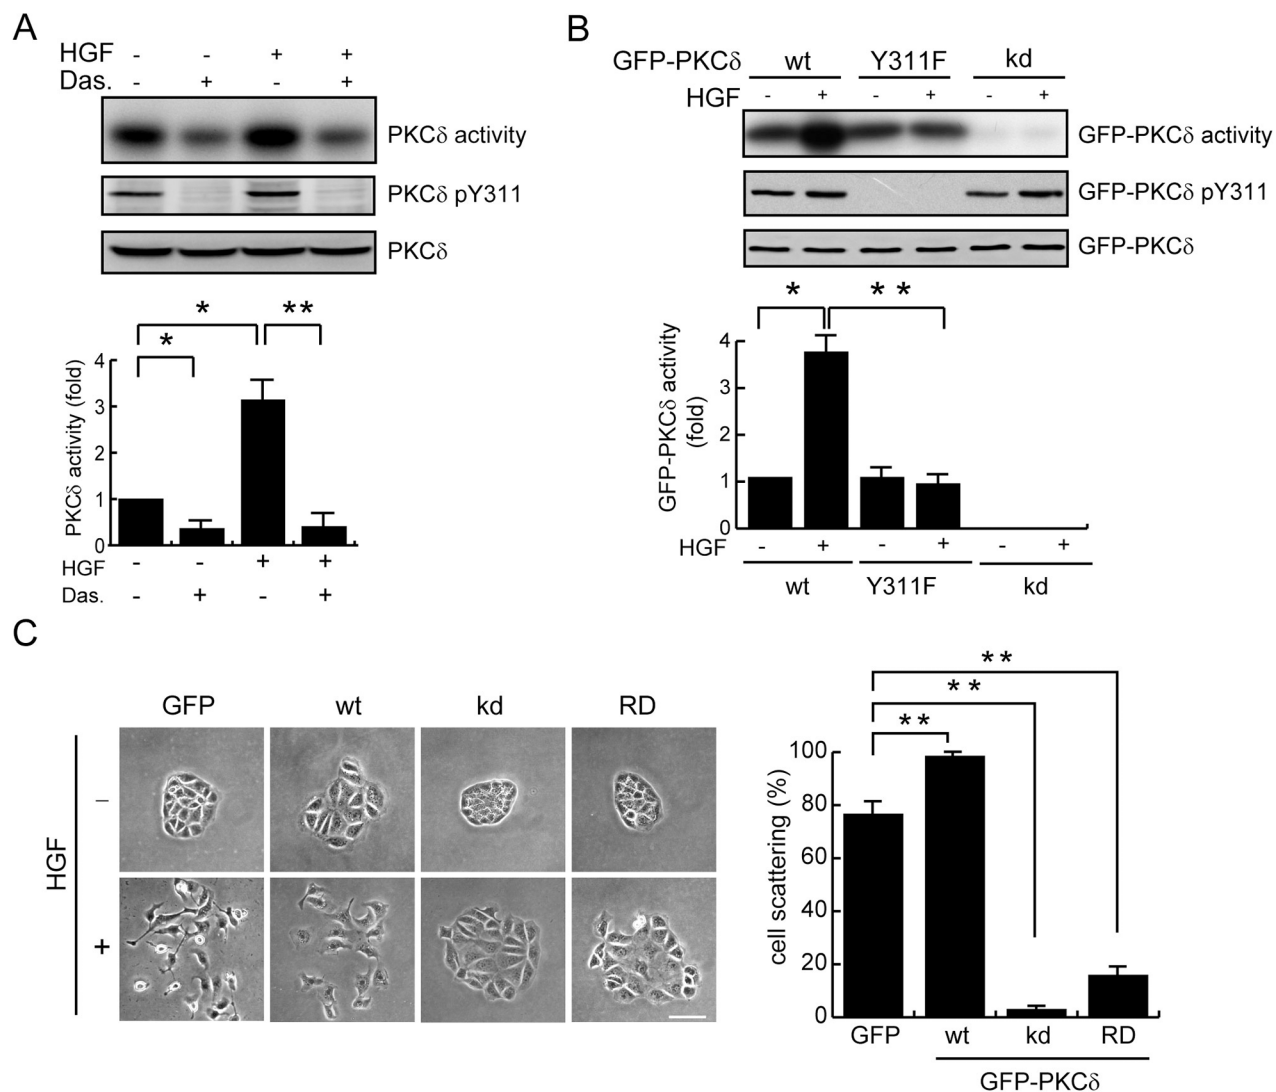 A
HGF - - + +
Das. - + - +
PKCδ activity
PKCδ pY311
PKCδ
* **
*
PKCδ activity (fold)
4
3
2
1
0
HGF - - + +
Das. - + - +
B
GFP-PKCδ wt Y311F kd
HGF - + - + - +
GFP-PKCδ activity
GFP-PKCδ pY311
GFP-PKCδ
* * *
GFP-PKCδ activity
(fold)
4
3
2
1
0
HGF - + - + - +
wt Y311F kd
C
GFP wt kd RD
HGF
–
+
* *
* *
* *
cell scattering (%)
100
80
60
40
20
0
GFP wt kd RD
GFP-PKCδ